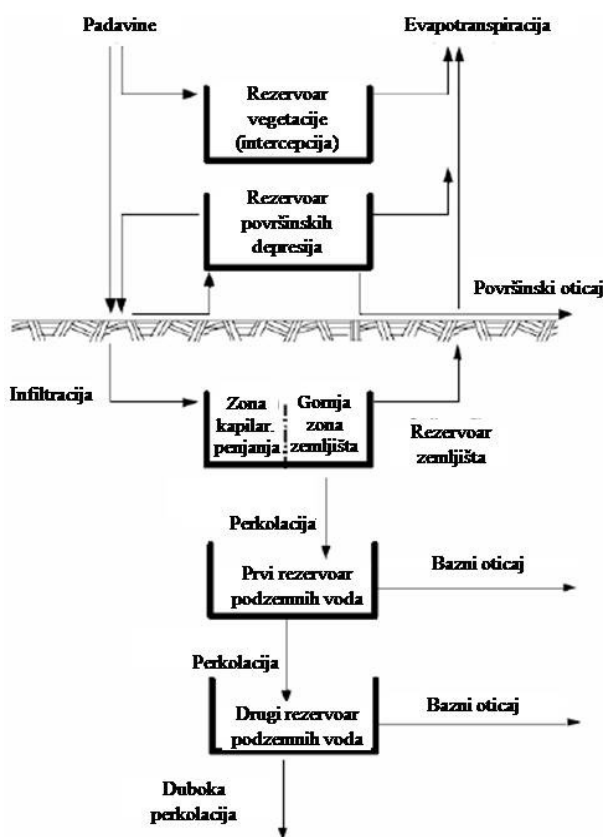 Padavine
Evapotranspiracija
Rezervoar
vegetacije
(intercepcija)
Rezervoar
površinskih
depresija
Površinski oticaj
Infiltracija
Zona
kapilar.
penjanja
Gornja
zona
zemljišta
Rezervoar
zemljišta
Perkolacija
Prvi rezervoar
podzemnih voda
Bazni oticaj
Perkolacija
Drugi rezervoar
podzemnih voda
Bazni oticaj
Duboka
perkolacija